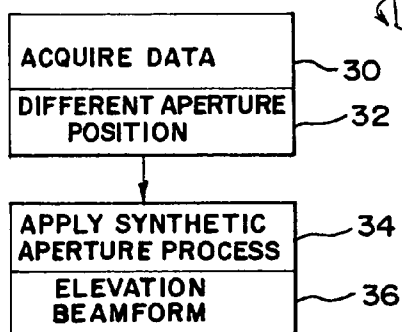 ACQUIRE DATA
30
DIFFERENT APERTURE
POSITION
32
APPLY SYNTHETIC
APERTURE PROCESS
34
ELEVATION
BEAMFORM
36